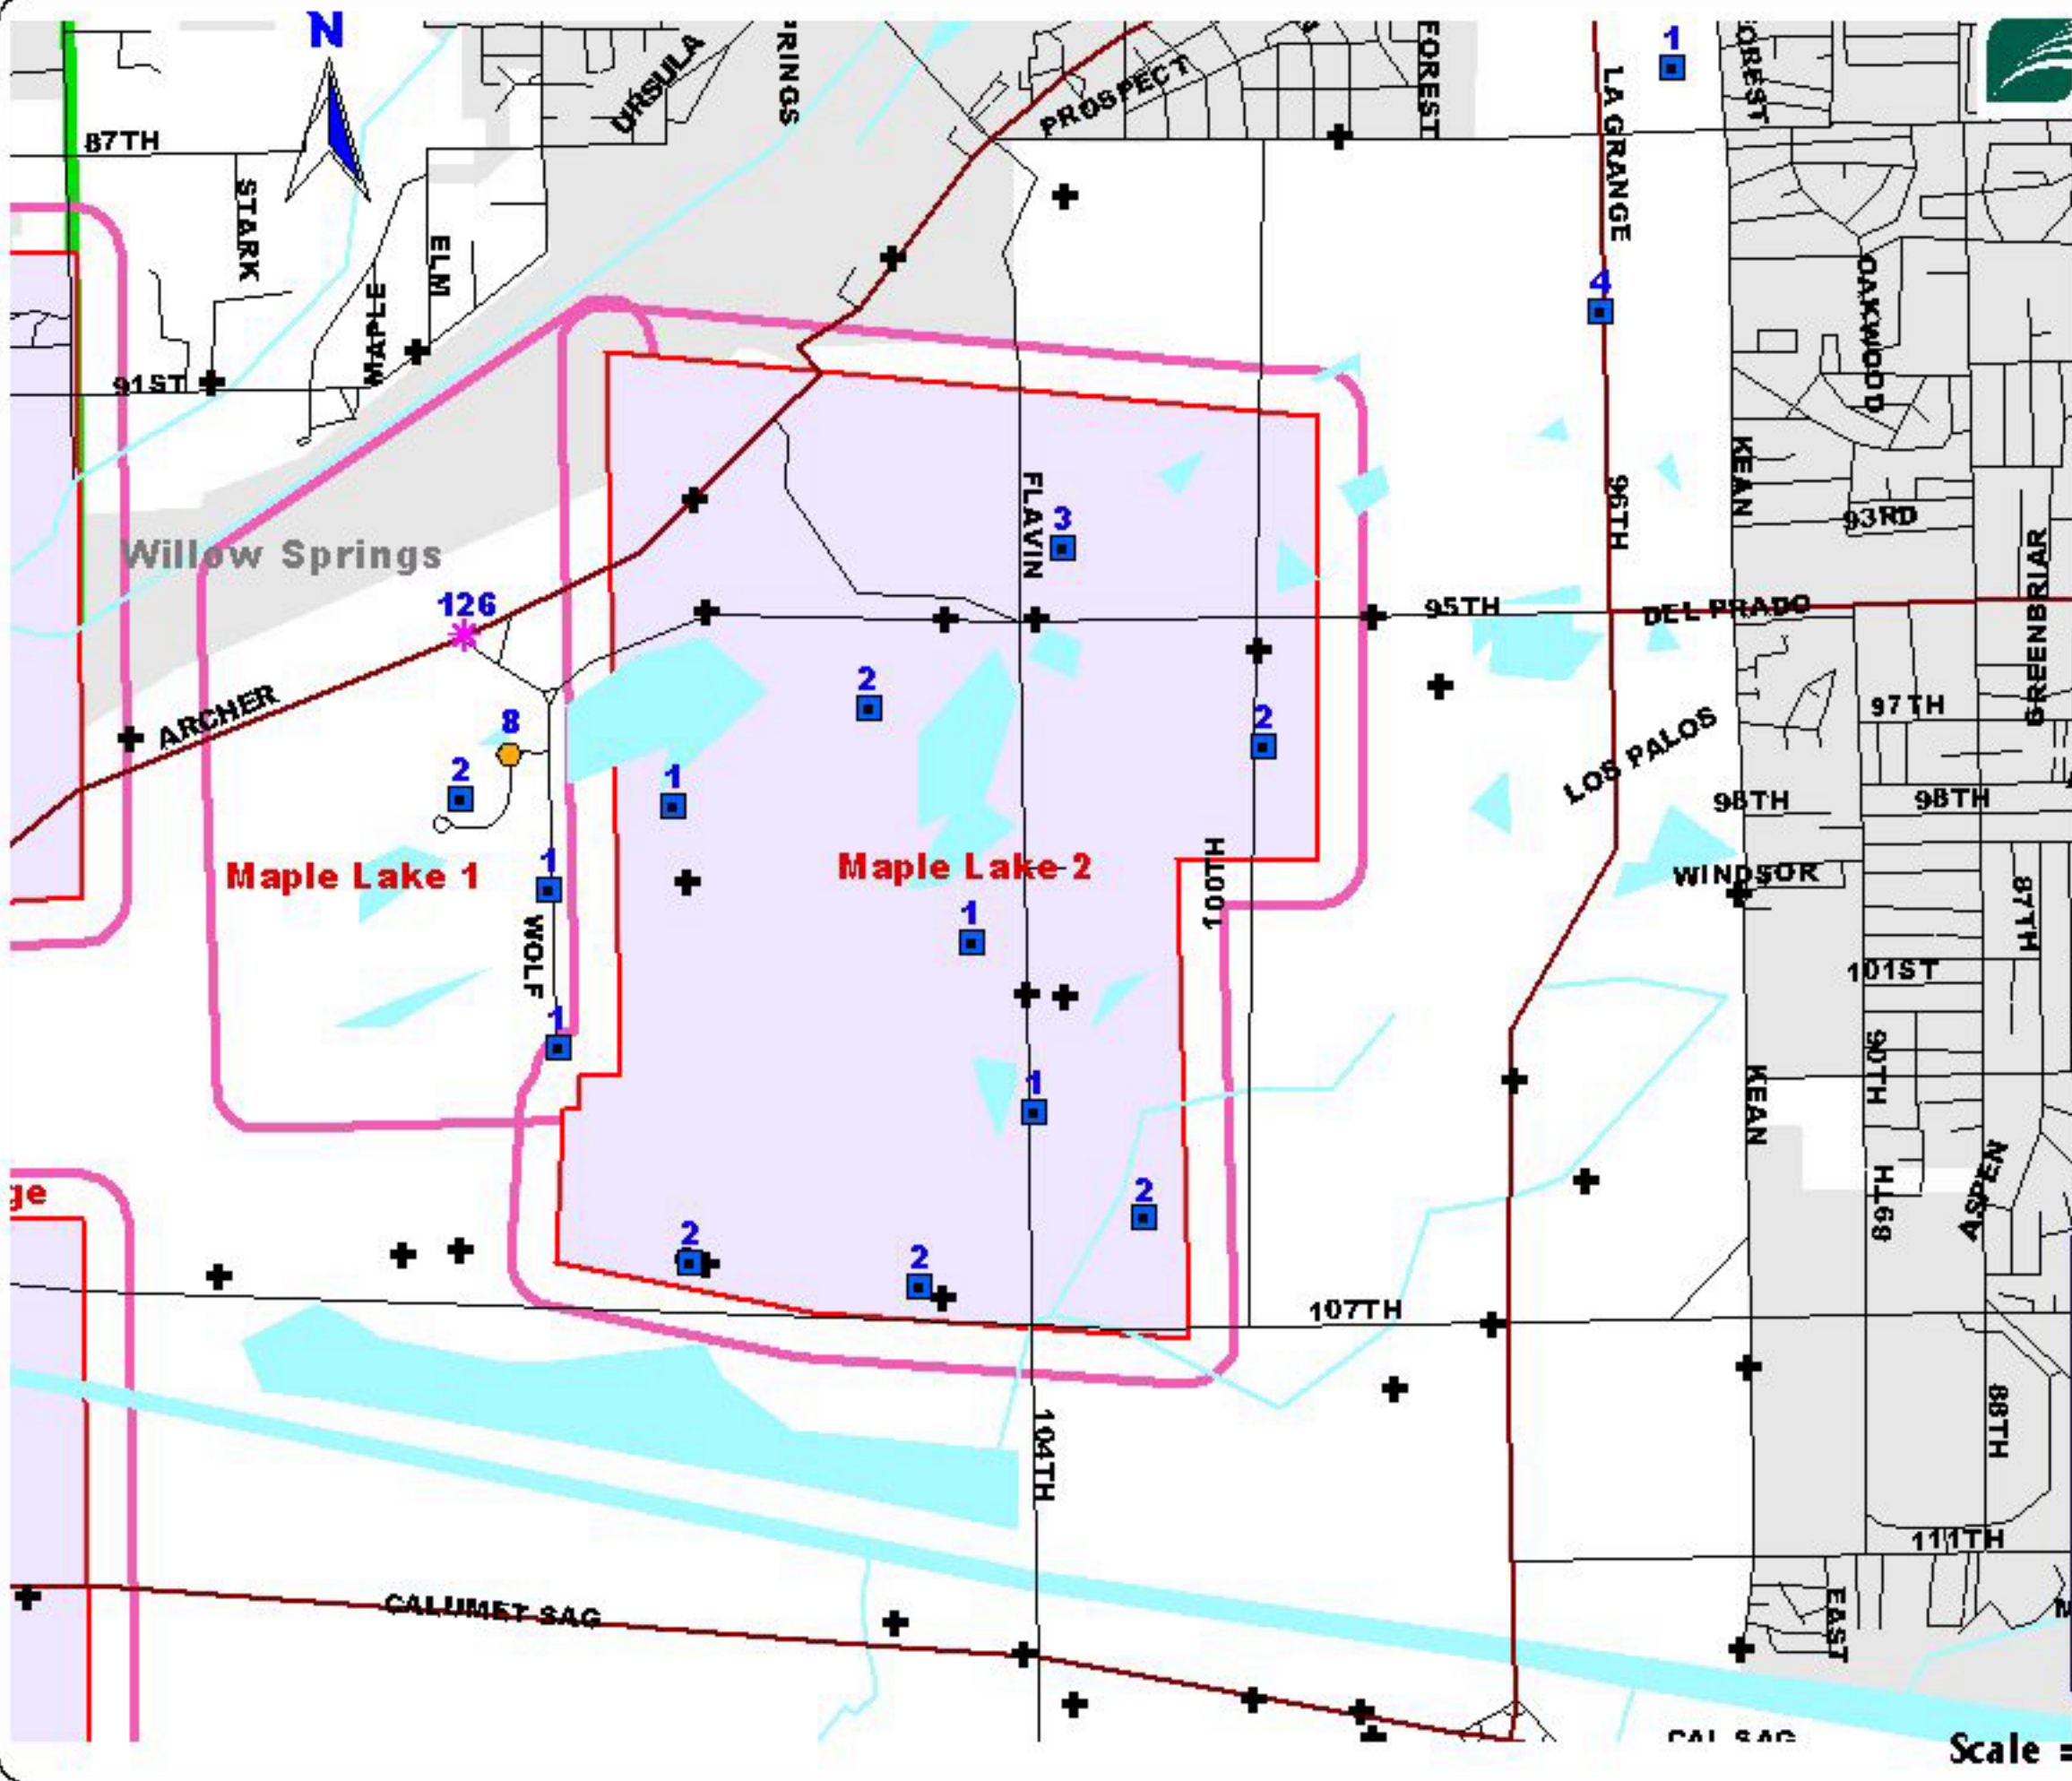 N
URSULA
RINGS
PROSPECT
FOREST
LA GRANGE
1
OREST
87TH
STARK
ELM
MAPLE
91ST
4
OAKWOOD
KEAN
FLAVIN
3
96TH
93RD
Willow Springs
126
95TH
DEL PRADO
GREENBRIAR
ARCHER
8
2
2
1
2
97TH
LOS PALOS
98TH
98TH
Maple Lake 1
1
WOLF
Maple Lake 2
100TH
WINDSOR
87TH
1
101ST
1
1
90TH
KEAN
ge
2
89TH
ASPEN
2
2
107TH
104TH
88TH
111TH
CALUMET SAG
EAST
CAL SAG
Scale =